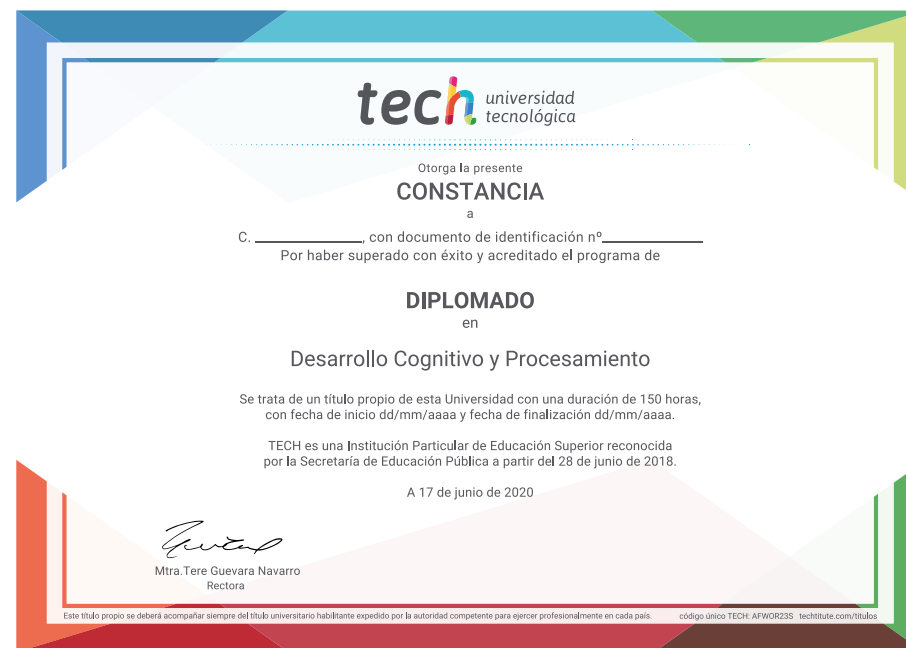 tech universidad
tecnológica
Otorga la presente
CONSTANCIA
a
C. ____________, con documento de identificación nº____________
Por haber superado con éxito y acreditado el programa de
DIPLOMADO
en
Desarrollo Cognitivo y Procesamiento
Se trata de un título propio de esta Universidad con una duración de 150 horas,
con fecha de inicio dd/mm/aaaa y fecha de finalización dd/mm/aaaa.
TECH es una Institución Particular de Educación Superior reconocida
por la Secretaría de Educación Pública a partir del 28 de junio de 2018.
A 17 de junio de 2020
Mtra.Tere Guevara Navarro
Rectora
Este título propio se deberá acompañar siempre del título universitario habilitante expedido por la autoridad competente para ejercer profesionalmente en cada país. código único TECH: AFWOR23S techtitute.com/titulos